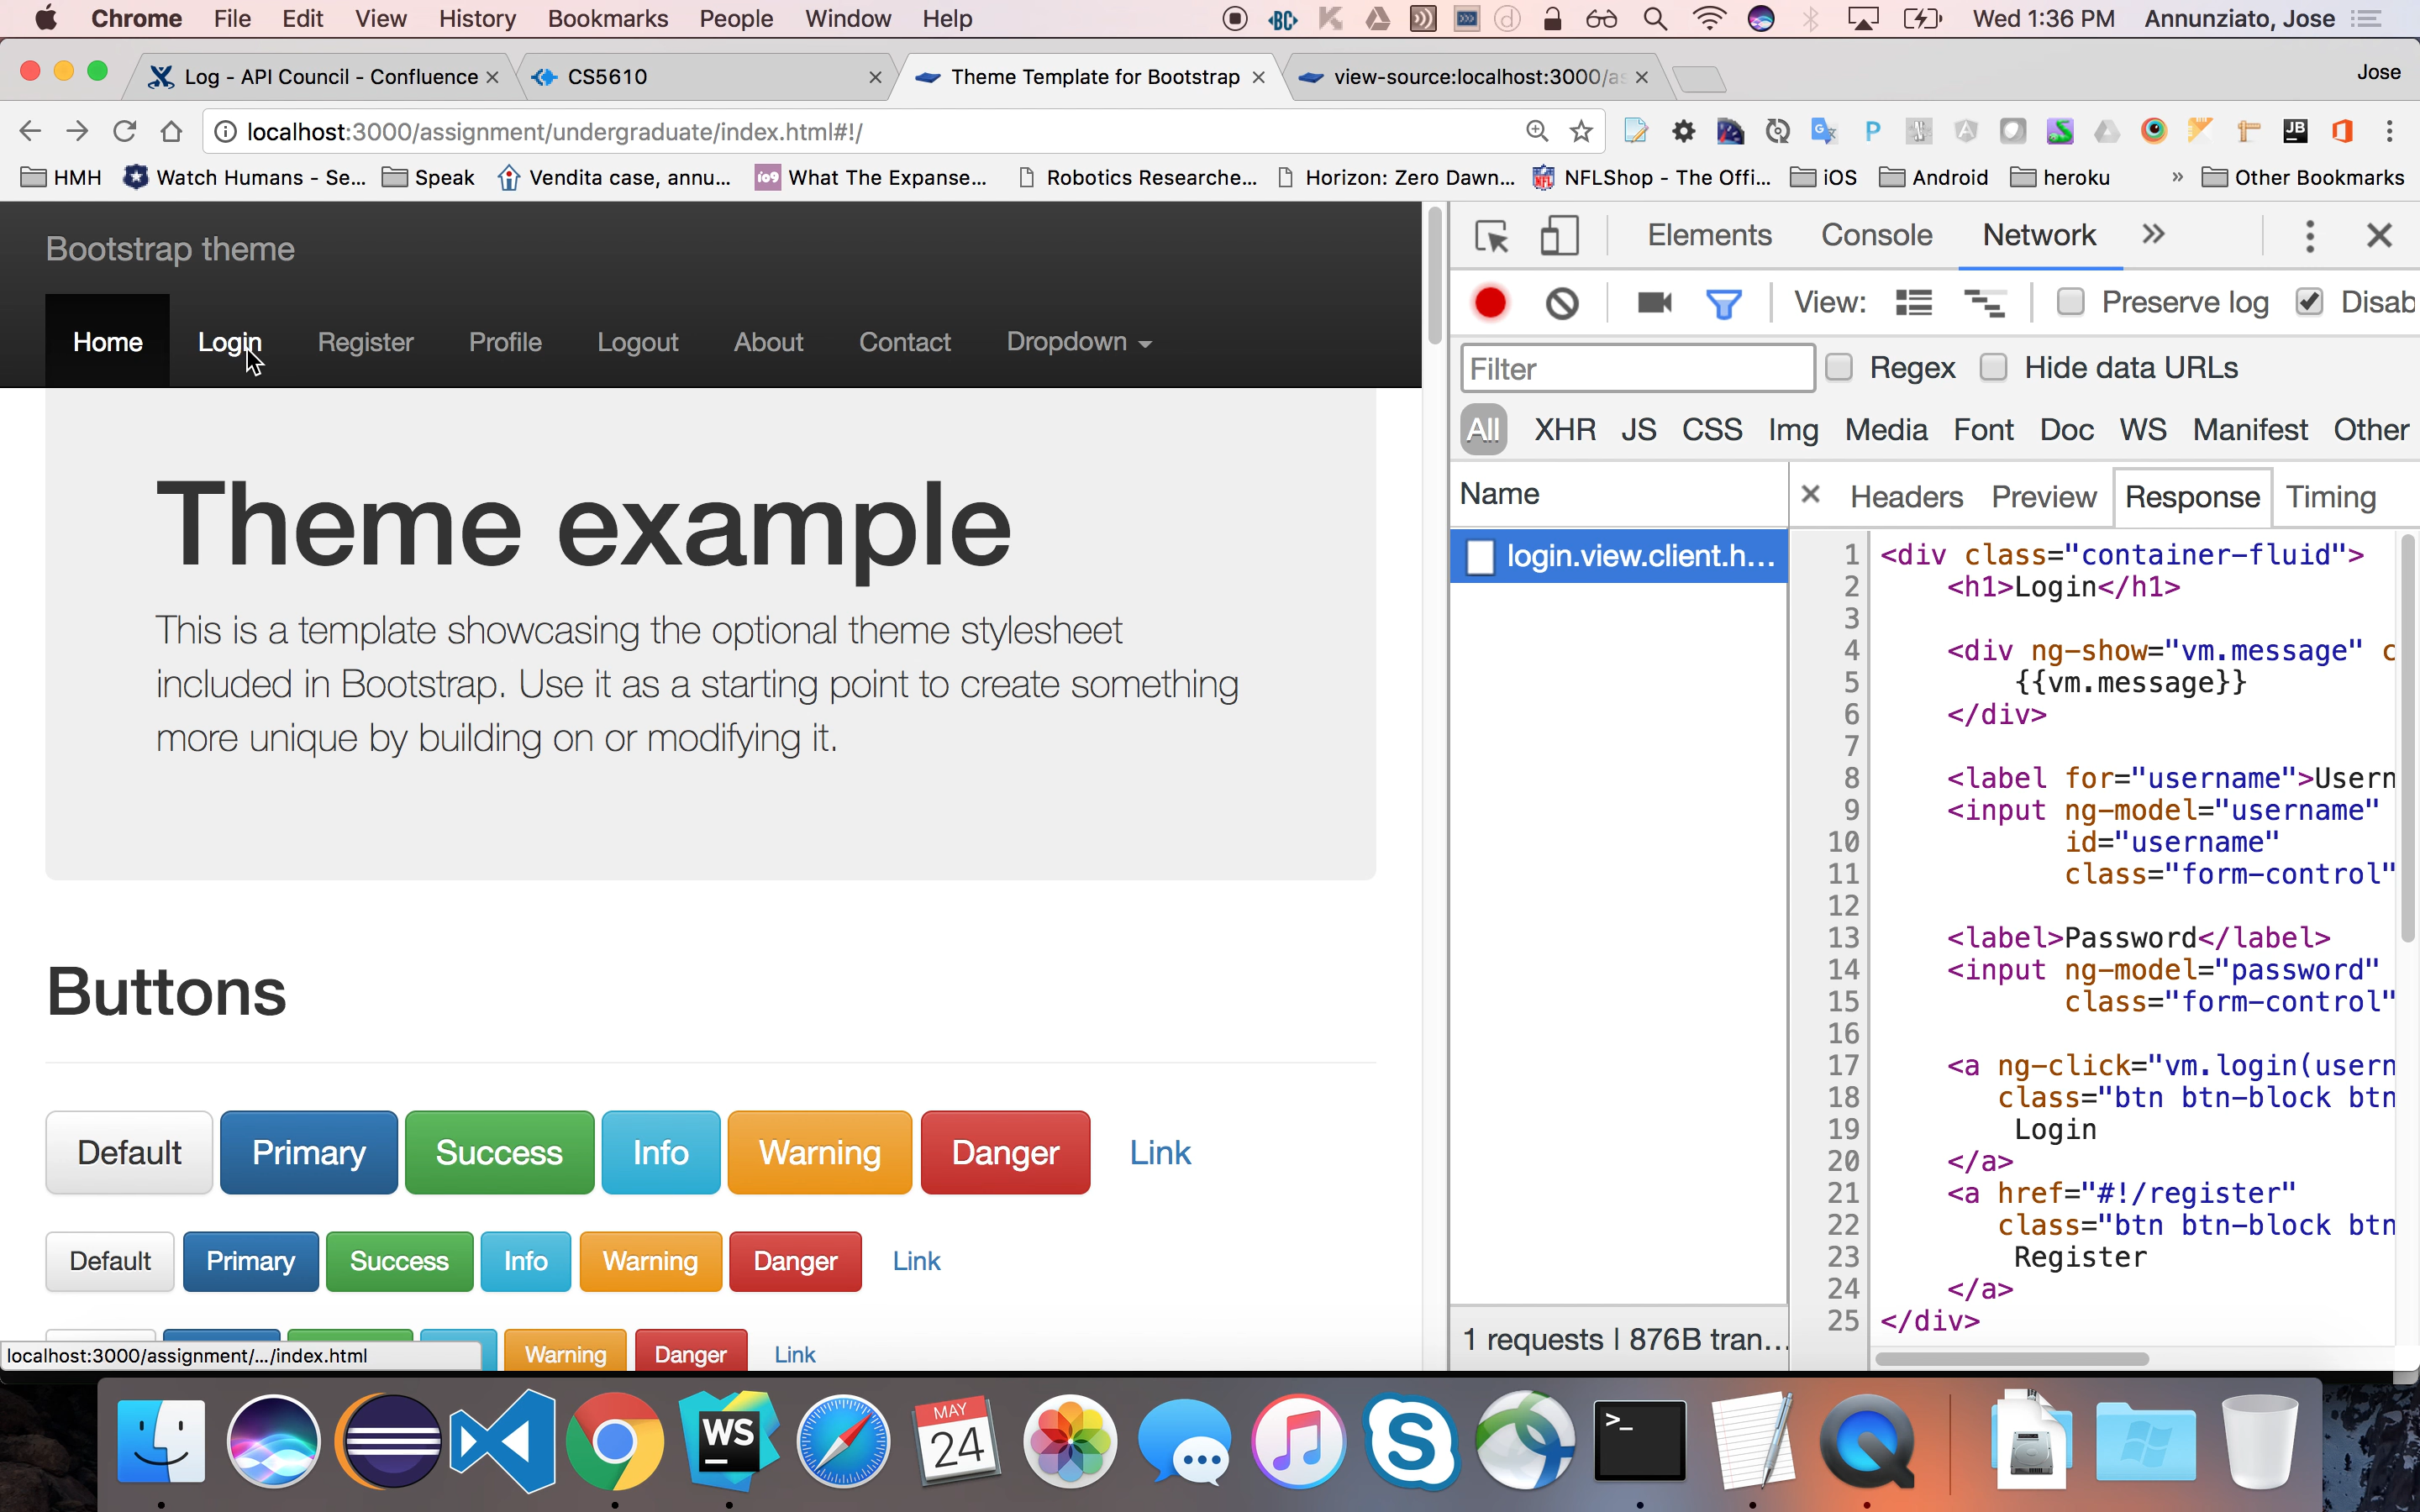 Chrome File Edit View History Bookmarks People Window Help
Wed 1:36 PM Annunziato, Jose
Log - API Council - Confluence
CS5610
Theme Template for Bootstrap
view-source:localhost:3000/as
Jose
localhost:3000/assignment/undergraduate/index.html#!/
HMH
Watch Humans - Se...
Speak
Vendita case, annu...
What The Expanse...
Robotics Researche...
Horizon: Zero Dawn...
NFLShop - The Offi...
iOS
Android
heroku
»
Other Bookmarks
Bootstrap theme
Home Login Register Profile Logout About Contact Dropdown
Theme example
This is a template showcasing the optional theme stylesheet
included in Bootstrap. Use it as a starting point to create something
more unique by building on or modifying it.
Buttons
Default Primary Success Info Warning Danger Link
Default Primary Success Info Warning Danger Link
Warning Danger Link
localhost:3000/assignment/.../index.html
Elements Console Network »
View: Preserve log Disab
Filter Regex Hide data URLs
All XHR JS CSS Img Media Font Doc WS Manifest Other
Name
× Headers Preview Response Timing
login.view.client.h...
1 requests | 876B tran...
1 <div class="container-fluid">
2 <h1>Login</h1>
3
4 <div ng-show="vm.message" c
5 {{vm.message}}
6 </div>
7
8 <label for="username">Usern
9 <input ng-model="username"
10 id="username"
11 class="form-control"
12
13 <label>Password</label>
14 <input ng-model="password"
15 class="form-control"
16
17 <a ng-click="vm.login(usern
18 class="btn btn-block btn
19 Login
20 </a>
21 <a href="#!/register"
22 class="btn btn-block btn
23 Register
24 </a>
25 </div>
WS
MAY
24